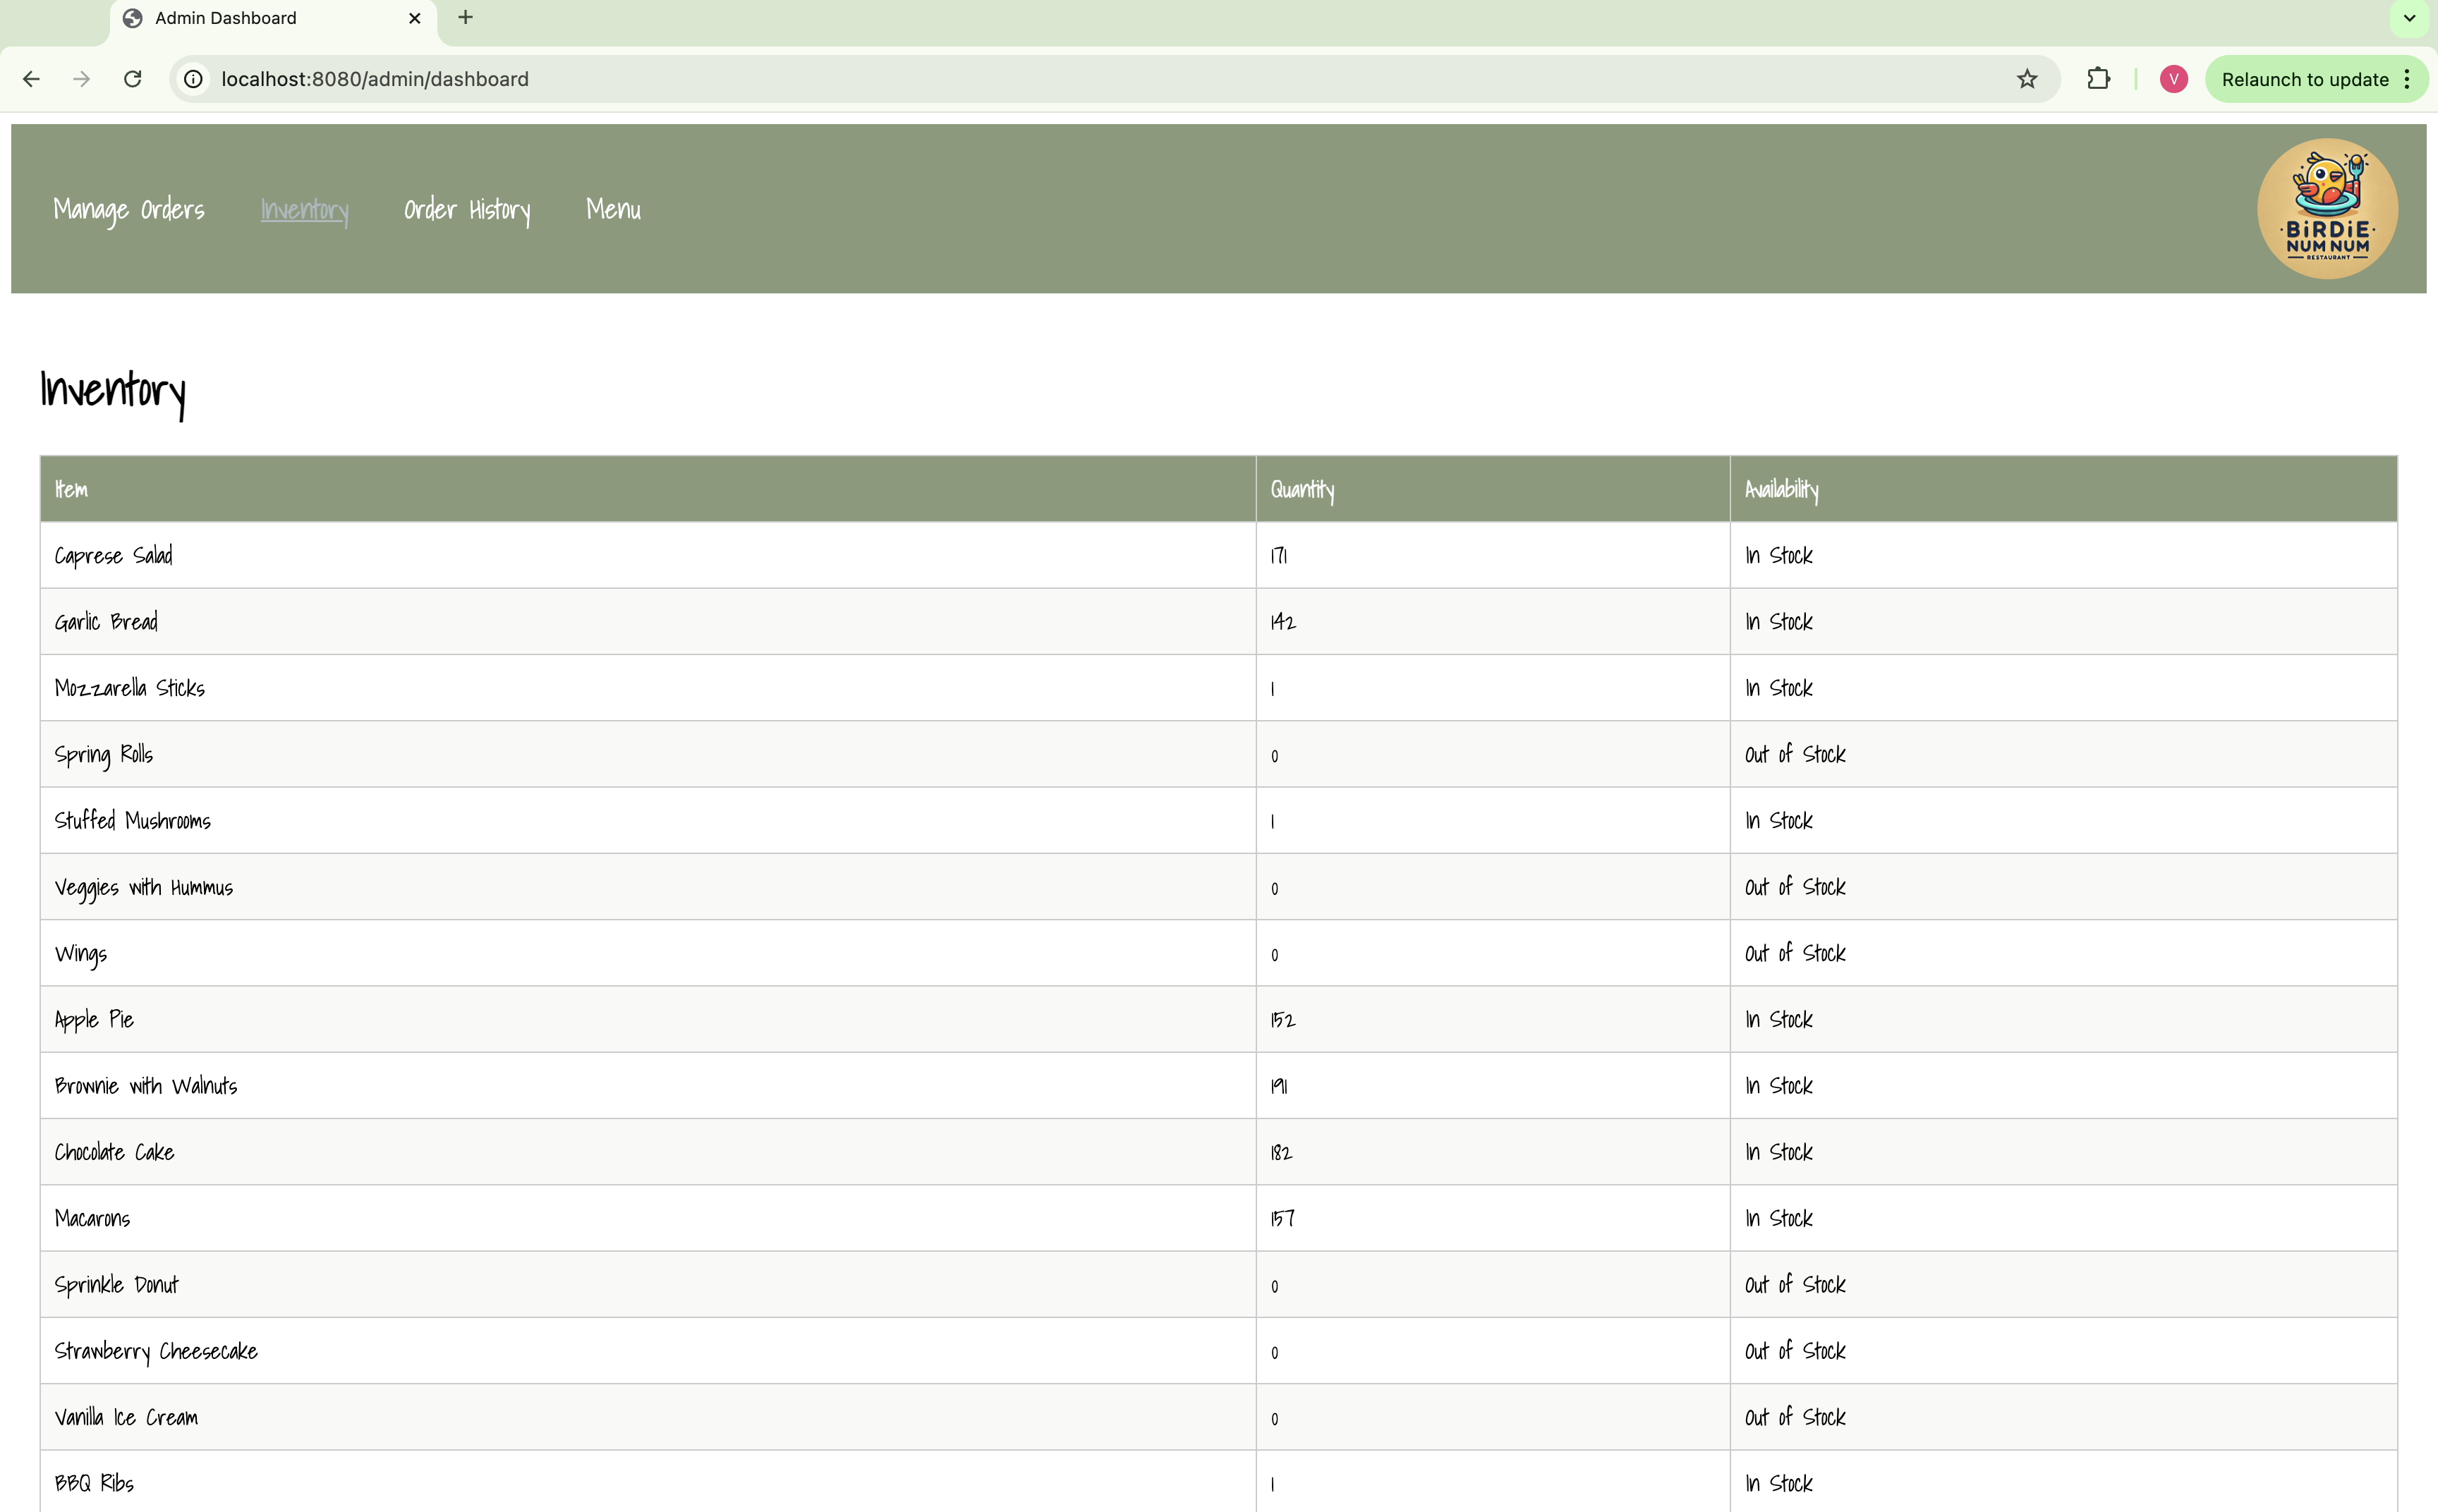 Admin Dashboard
localhost:8080/admin/dashboard
V
Relaunch to update
Manage Orders Inventory Order History Menu
BiRDiE
NUM NUM
RESTAURANT
Inventory
Item Quantity Availability
Caprese Salad 171 In Stock
Garlic Bread 142 In Stock
Mozzarella Sticks 1 In Stock
Spring Rolls 0 Out of Stock
Stuffed Mushrooms 1 In Stock
Veggies with Hummus 0 Out of Stock
Wings 0 Out of Stock
Apple Pie 152 In Stock
Brownie with Walnuts 191 In Stock
Chocolate Cake 182 In Stock
Macarons 157 In Stock
Sprinkle Donut 0 Out of Stock
Strawberry Cheesecake 0 Out of Stock
Vanilla Ice Cream 0 Out of Stock
BBQ Ribs 1 In Stock